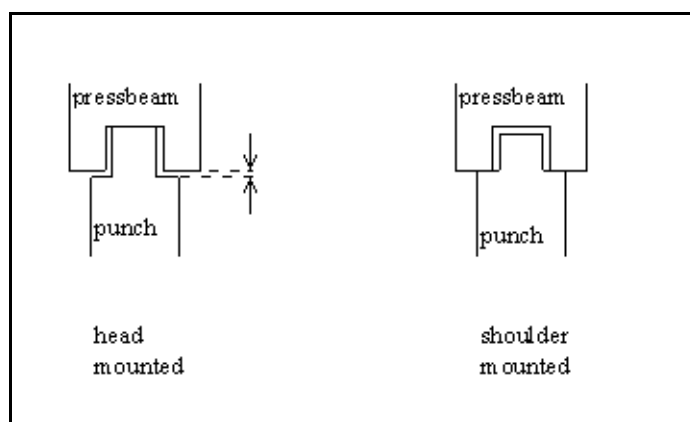 pressbeam
punch
head
mounted
pressbeam
punch
shoulder
mounted